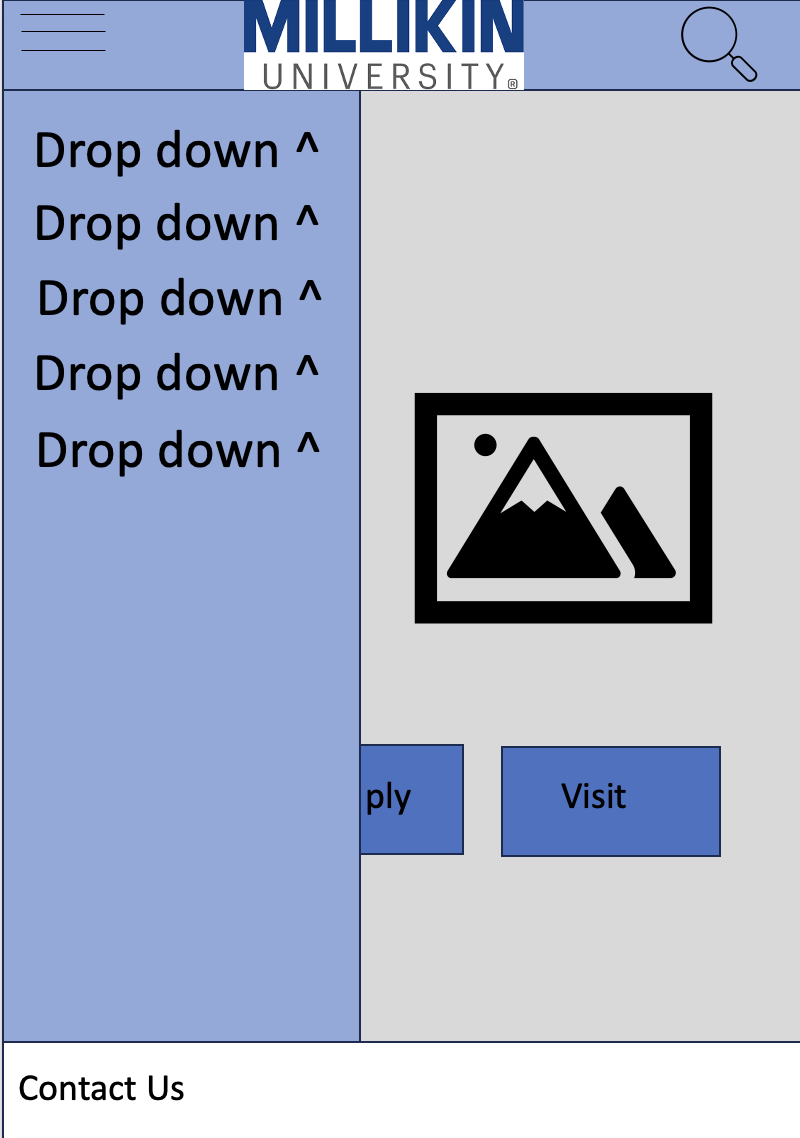 MILLIKIN
UNIVERSITY®
Drop down ^
Drop down ^
Drop down ^
Drop down ^
Drop down ^
ply
Visit
Contact Us